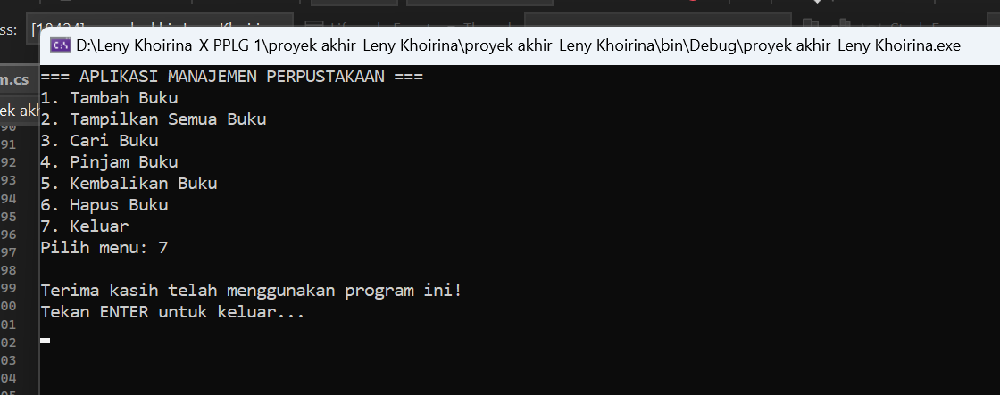 ss:
D:\Leny Khoirina_X PPLG 1\proyek akhir_Leny Khoirina\proyek akhir_Leny Khoirina\bin\Debug\proyek akhir_Leny Khoirina.exe
m.cs
ek akh
=== APLIKASI MANAJEMEN PERPUSTAKAAN ===
1. Tambah Buku
2. Tampilkan Semua Buku
3. Cari Buku
4. Pinjam Buku
5. Kembalikan Buku
6. Hapus Buku
7. Keluar
Pilih menu: 7
Terima kasih telah menggunakan program ini!
Tekan ENTER untuk keluar...
90
91
92
93
94
95
96
97
98
99
00
01
02
03
04